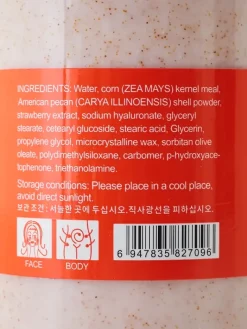 INGREDIENTS: Water, corn (ZEA MAYS) kernel meal,
American pecan (CARYA ILLINOENSIS) shell powder,
strawberry extract, sodium hyaluronate, glyceryl
stearate, cetearyl glucoside, stearic acid, Glycerin,
propylene glycol, microcrystalline wax, sorbitan olive
oleate, polydimethylsiloxane, carbomer, p-hydroxyace-
tophenone, triethanolamine.
Storage conditions: Please place in a cool place,
avoid direct sunlight.
보관 조건: 서늘한 곳에 두십시오. 직사광선을 피하십시오.
FACE
BODY
6 947835 827096